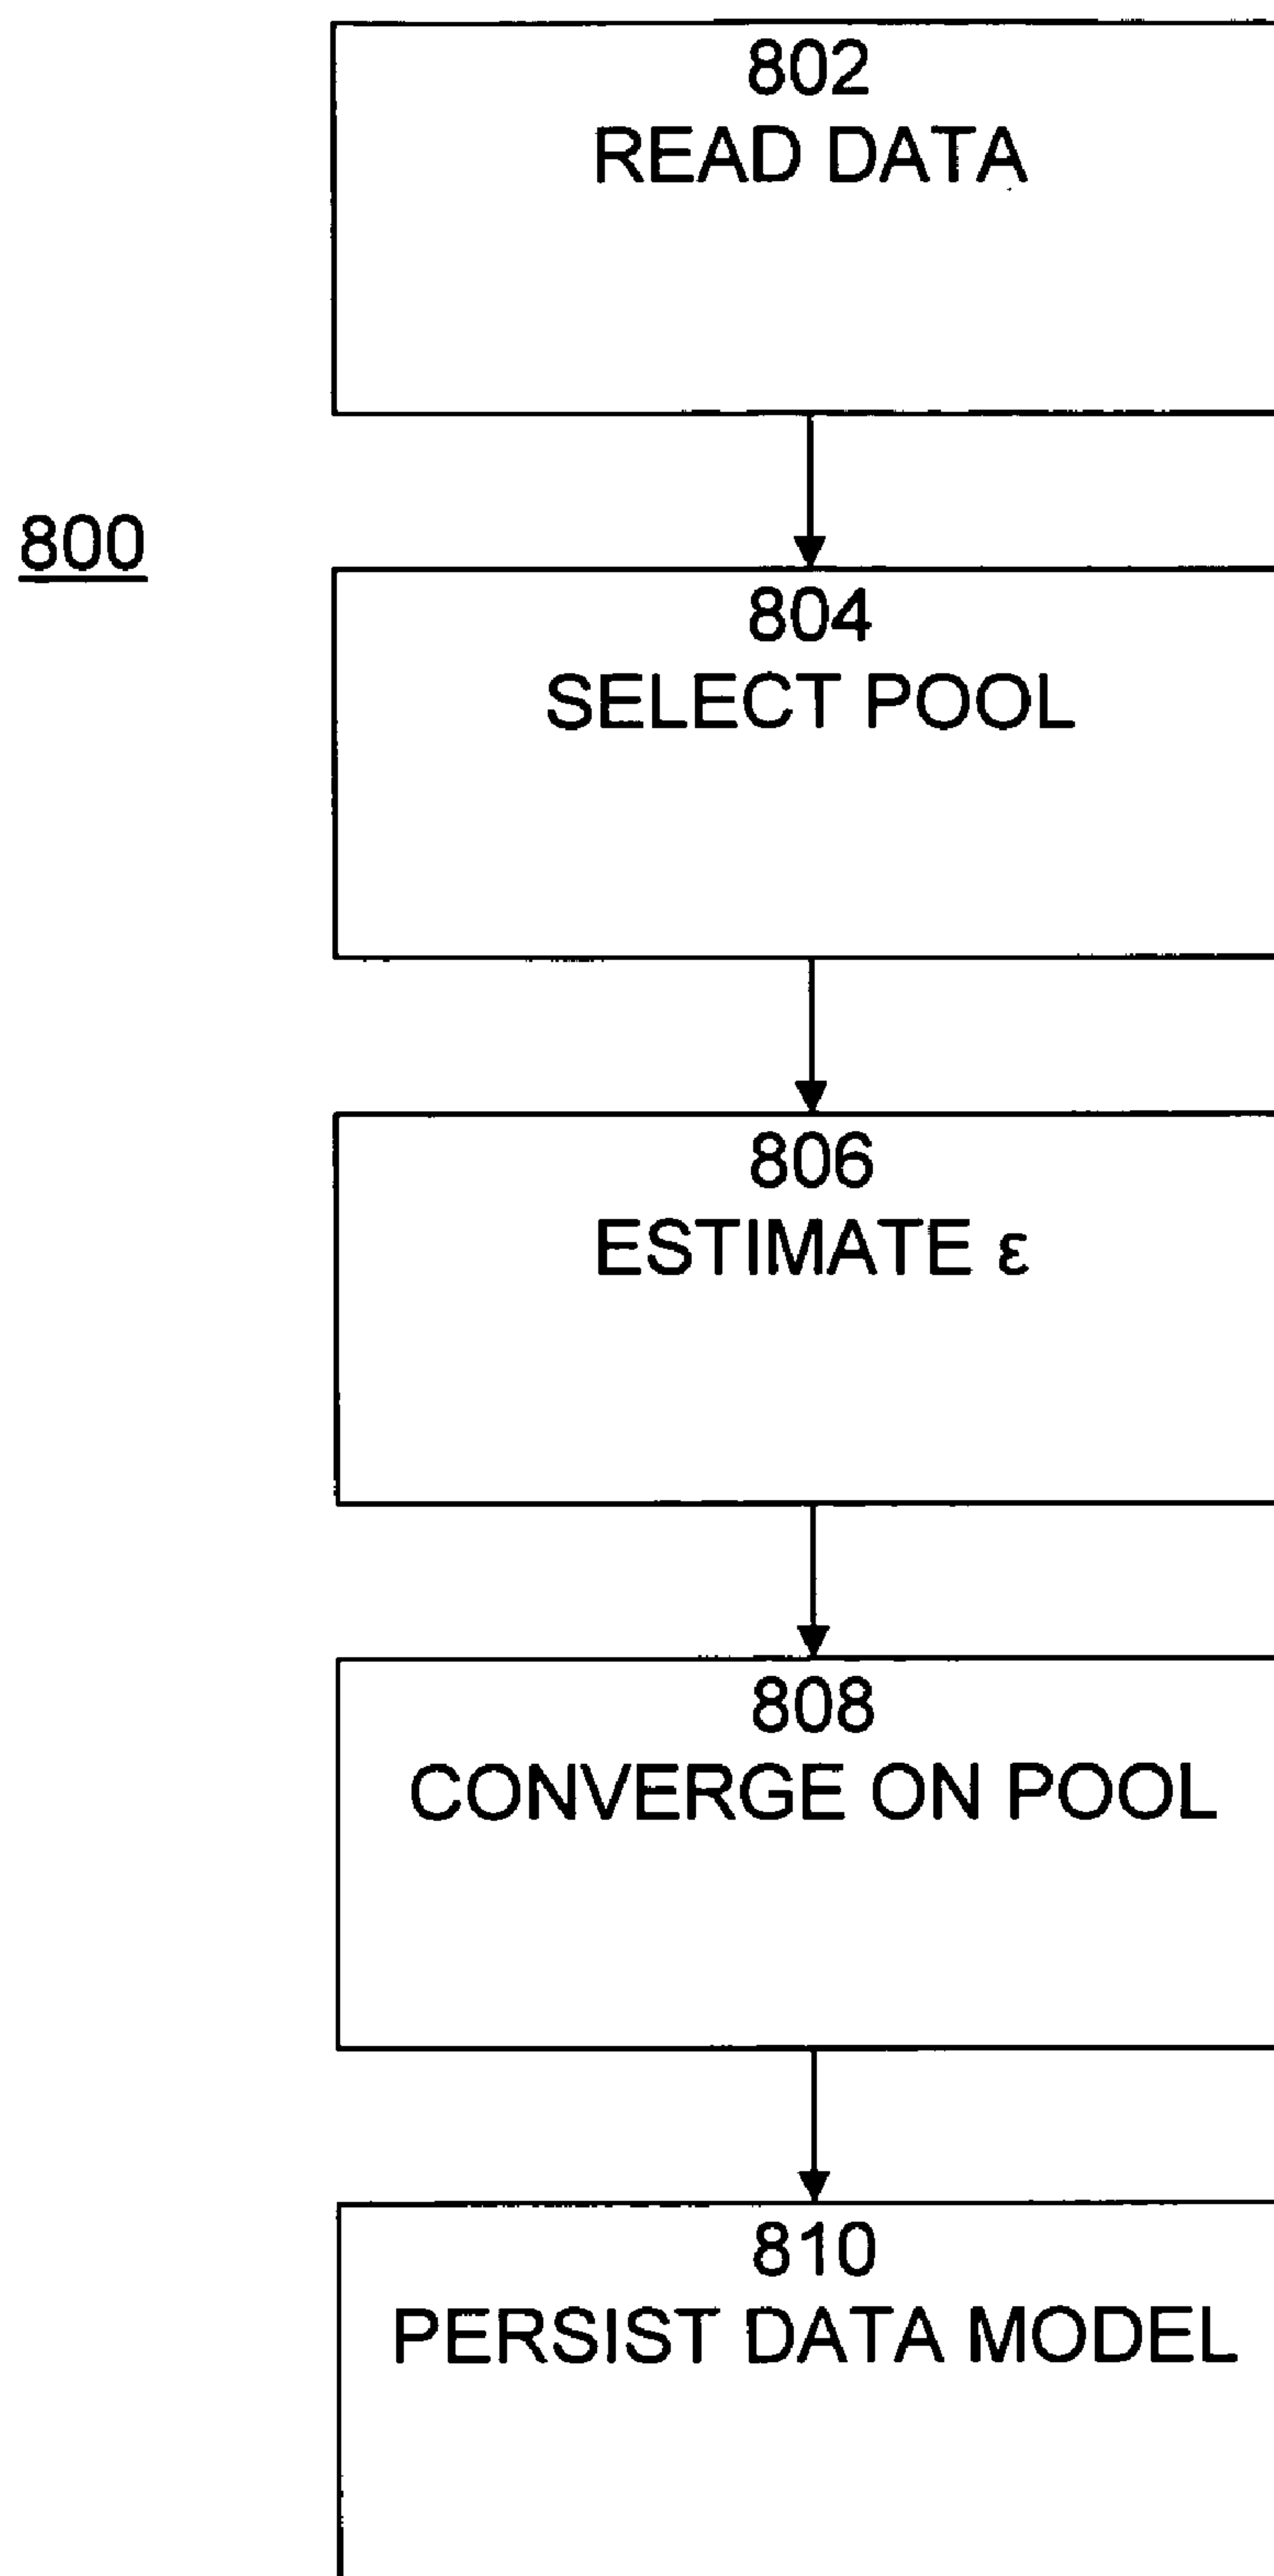 802
READ DATA
800
804
SELECT POOL
806
ESTIMATE ε
808
CONVERGE ON POOL
810
PERSIST DATA MODEL